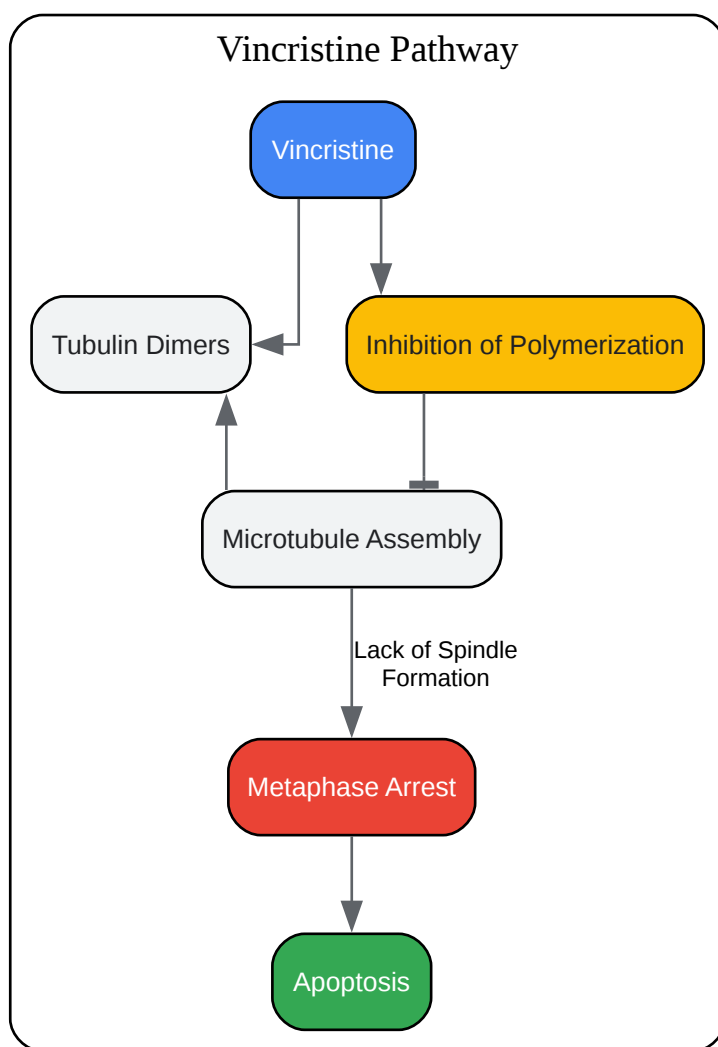 Vincristine Pathway
Vincristine
Tubulin Dimers
Inhibition of Polymerization
Microtubule Assembly
Lack of Spindle
Formation
Metaphase Arrest
Apoptosis